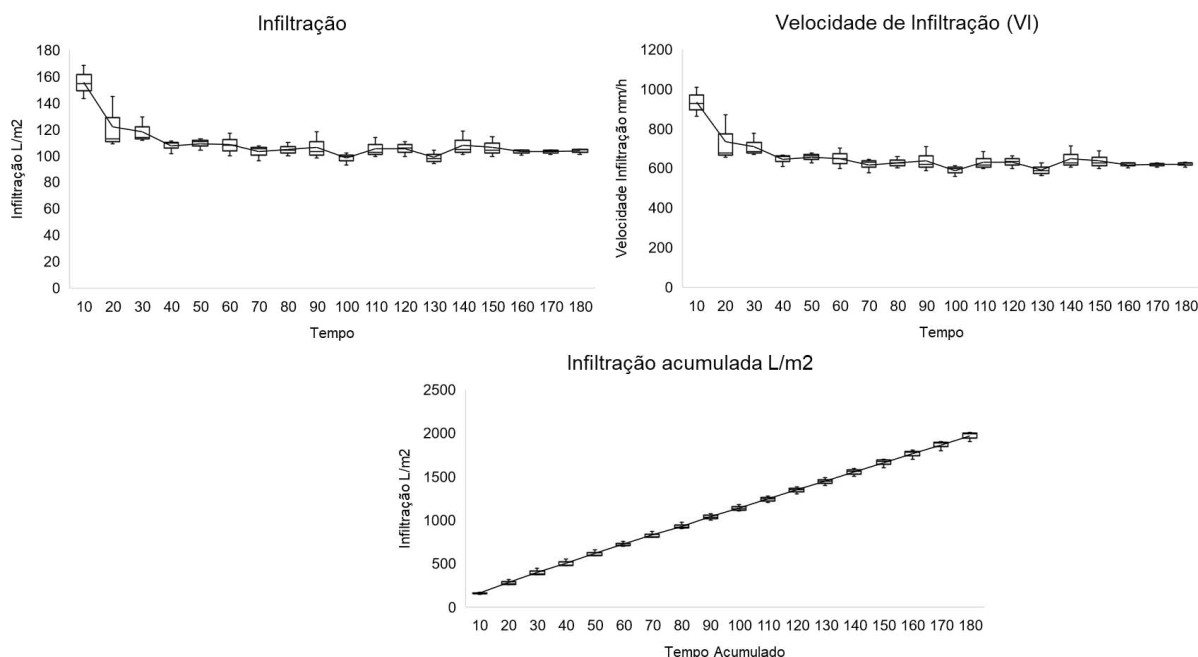 Infiltração
Infiltração L/m2
180
160
140
120
100
80
60
40
20
0
10 20 30 40 50 60 70 80 90 100 110 120 130 140 150 160 170 180
Tempo
Velocidade de Infiltração (VI)
Velocidade Infiltração mm/h
1200
1000
800
600
400
200
0
10 20 30 40 50 60 70 80 90 100 110 120 130 140 150 160 170 180
Tempo
Infiltração acumulada L/m2
Infiltração L/m2
2500
2000
1500
1000
500
0
10 20 30 40 50 60 70 80 90 100 110 120 130 140 150 160 170 180
Tempo Acumulado